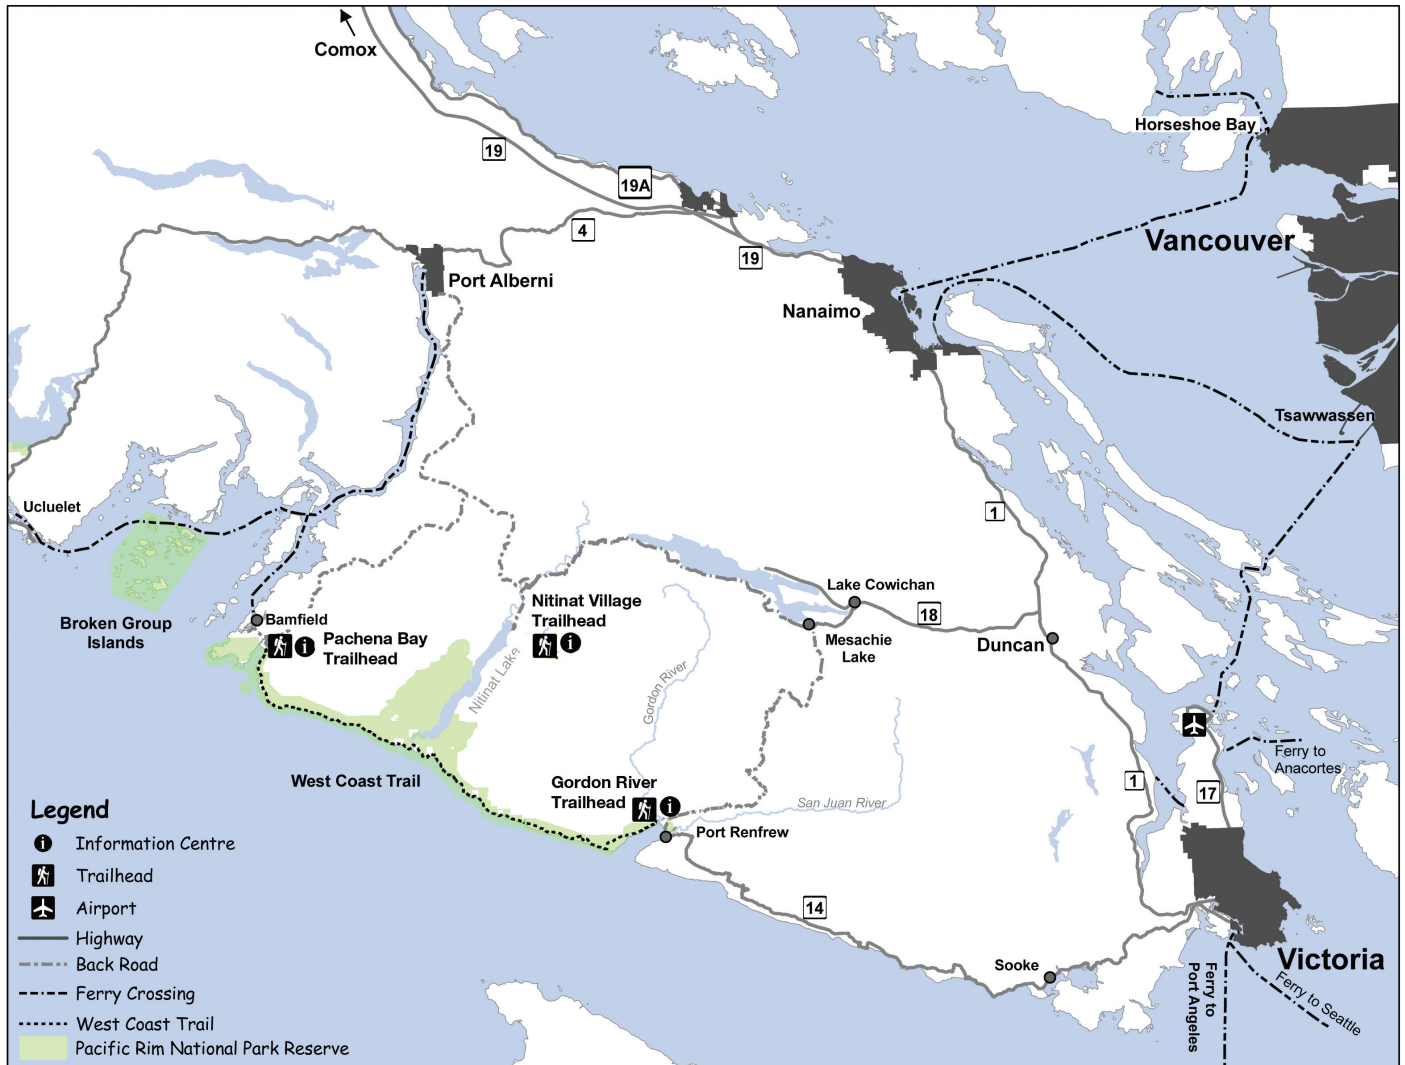 Comox
Horseshoe Bay
19
19A
4
Vancouver
19
Port Alberni
Nanaimo
Tsawwassen
Ucluelet
1
Broken Group
Islands
Bamfield
Pachena Bay
Trailhead
Nitinat Village
Trailhead
Nitinat Lake
Gordon River
Lake Cowichan
18
Mesachie
Lake
Duncan
West Coast Trail
Gordon River
Trailhead
San Juan River
Port Renfrew
1
17
Ferry to
Anacortes
14
Sooke
Victoria
Ferry to
Port Angeles
Ferry to Seattle
Legend
Information Centre
Trailhead
Airport
Highway
Back Road
Ferry Crossing
West Coast Trail
Pacific Rim National Park Reserve